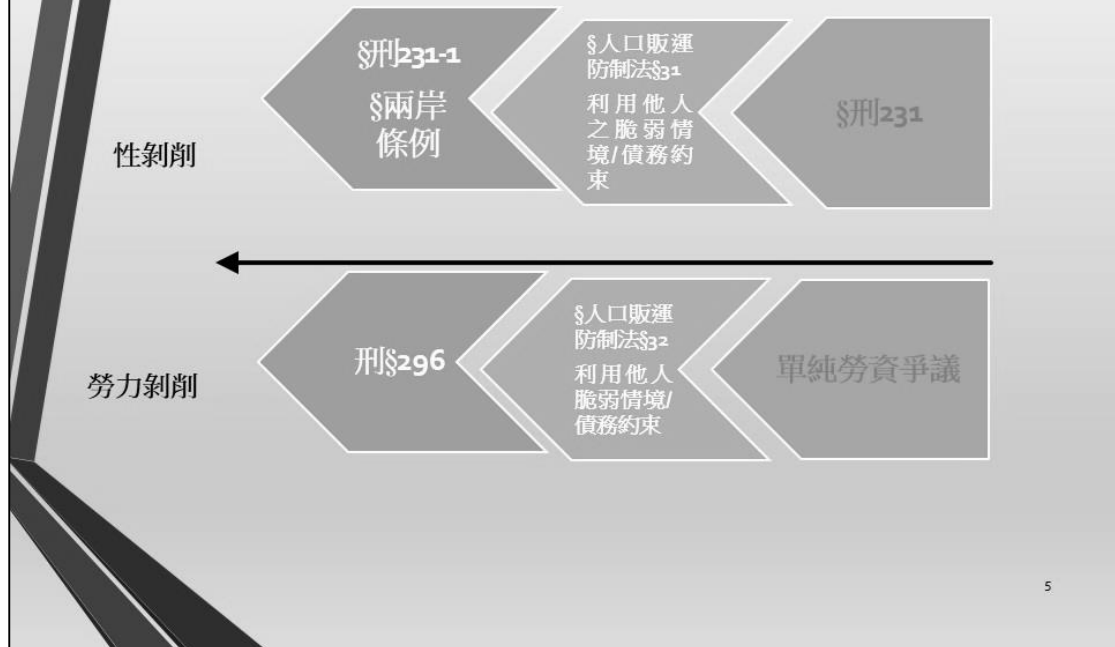 性剝削
§刑231-1
§兩岸
條例
§人口販運
防制法§31
利用他人
之脆弱情
境/債務約
束
§刑231
勞力剝削
刑§296
§人口販運
防制法§32
利用他人
脆弱情境/
債務約束
單純勞資爭議
5